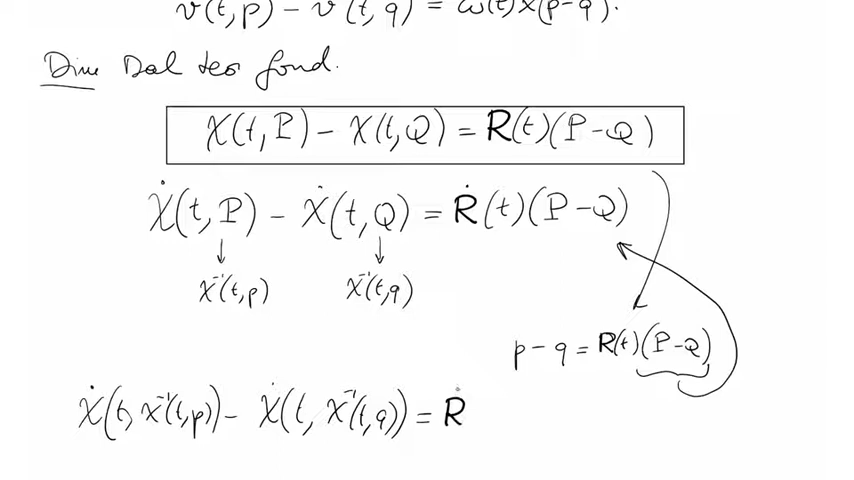 v(t,p) - v(t,q) = ω(t)×(p-q).
Dim Dal teo fond.
χ(t,P) - χ(t,Q) = R(t)(P-Q)
χ̇(t,P) - χ̇(t,Q) = Ṙ(t)(P-Q)
↓ ↓
χ⁻¹(t,p) χ⁻¹(t,q)
p-q = R(t)(P-Q)
χ̇(t, χ⁻¹(t,p)) - χ̇(t, χ⁻¹(t,q)) = Ṙ